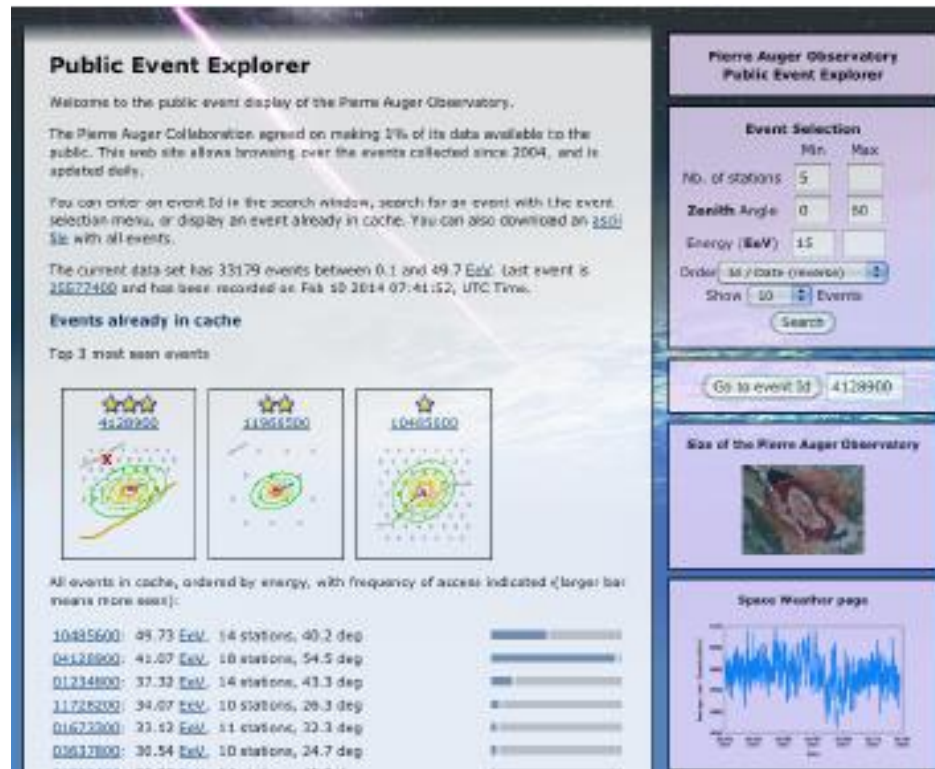 Public Event Explorer
Welcome to the public event display of the Pierre Auger Observatory.
The Pierre Auger Collaboration agreed on making 1% of its data available to the
public. This web site allows browsing over the events collected since 2004, and is
updated daily.
You can enter an event Id in the search window, search for an event with the event
selection menu, or display an event already in cache. You can also download an ascii
file with all events.
The current data set has 33179 events between 0.1 and 49.7 EeV. Last event is
25577400 and has been recorded on Feb 10 2014 07:41:52, UTC Time.
Events already in cache
Top 3 most seen events
4128900
11966500
10485600
All events in cache, ordered by energy, with frequency of access indicated (larger bar
means more seen):
10485600: 49.73 EeV, 14 stations, 40.2 deg
04128900: 41.07 EeV, 18 stations, 54.5 deg
01234800: 37.32 EeV, 14 stations, 43.3 deg
11728200: 34.07 EeV, 10 stations, 26.3 deg
01673300: 33.12 EeV, 11 stations, 32.3 deg
03637800: 30.54 EeV, 10 stations, 24.7 deg
Pierre Auger Observatory
Public Event Explorer
Event Selection
Min Max
No. of stations 5
Zenith Angle 0 60
Energy (EeV) 15
Order Id / Date (reverse)
Show 10 Events
Search
Go to event Id 4128900
Size of the Pierre Auger Observatory
Space Weather page